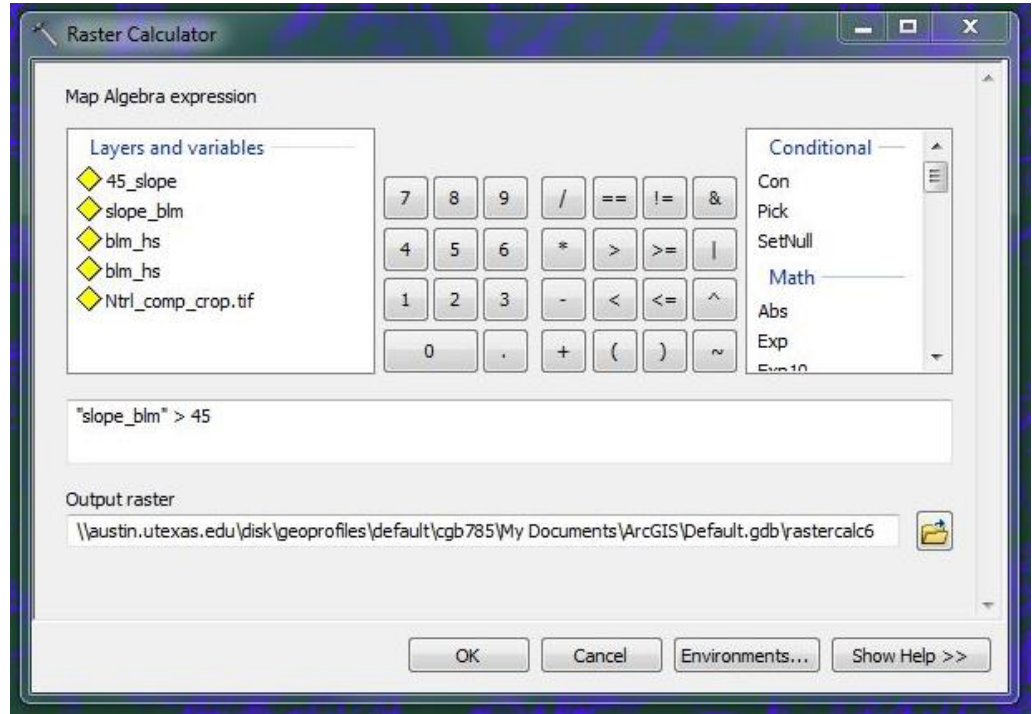 Raster Calculator
Map Algebra expression
Layers and variables
45_slope
slope_blm
blm_hs
blm_hs
Ntrl_comp_crop.tif
7 8 9 / == != &
4 5 6 * > >= |
1 2 3 - < <= ^
0 . + ( ) ~
Conditional
Con
Pick
SetNull
Math
Abs
Exp
Exp10
"slope_blm" > 45
Output raster
\\austin.utexas.edu\disk\geoprofiles\default\cgb785\My Documents\ArcGIS\Default.gdb\rastercalc6
OK Cancel Environments... Show Help >>